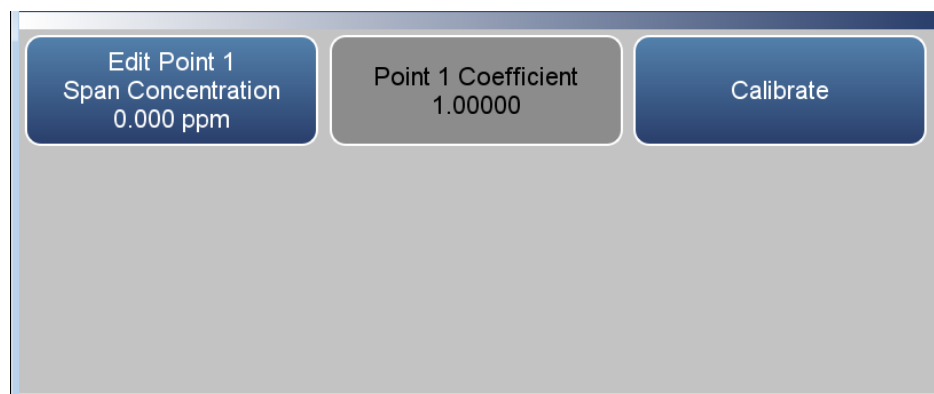 Edit Point 1
Span Concentration
0.000 ppm
Point 1 Coefficient
1.00000
Calibrate